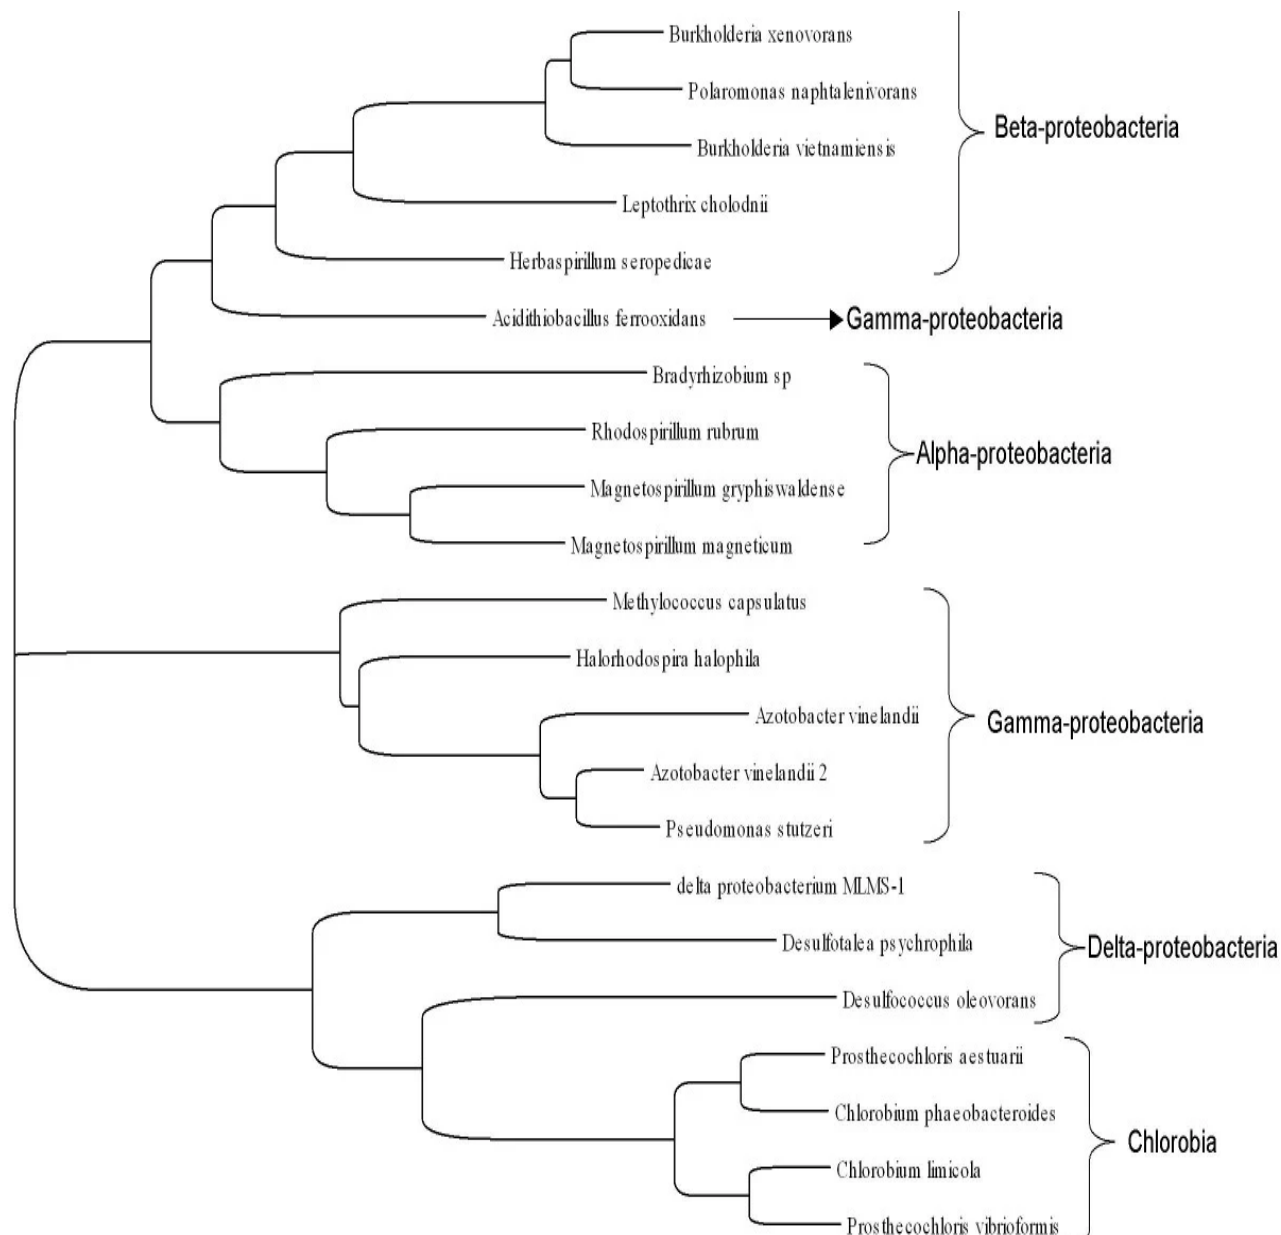 Burkholderia xenovorans
Polaromonas naphtalenivorans
Beta-proteobacteria
Burkholderia vietnamiensis
Leptothrix cholodnii
Herbaspirillum seropedicae
Acidithiobacillus ferrooxidans
Gamma-proteobacteria
Bradyrhizobium sp
Rhodospirillum rubrum
Alpha-proteobacteria
Magnetospirillum gryphiswaldense
Magnetospirillum magneticum
Methylococcus capsulatus
Halorhodospira halophila
Azotobacter vinelandii
Gamma-proteobacteria
Azotobacter vinelandii 2
Pseudomonas stutzeri
delta proteobacterium MLMS-1
Desulfotalea psychrophila
Delta-proteobacteria
Desulfococcus oleovorans
Prosthecochloris aestuarii
Chlorobium phaeobacteroides
Chlorobia
Chlorobium limicola
Prosthecochloris vibrioformis